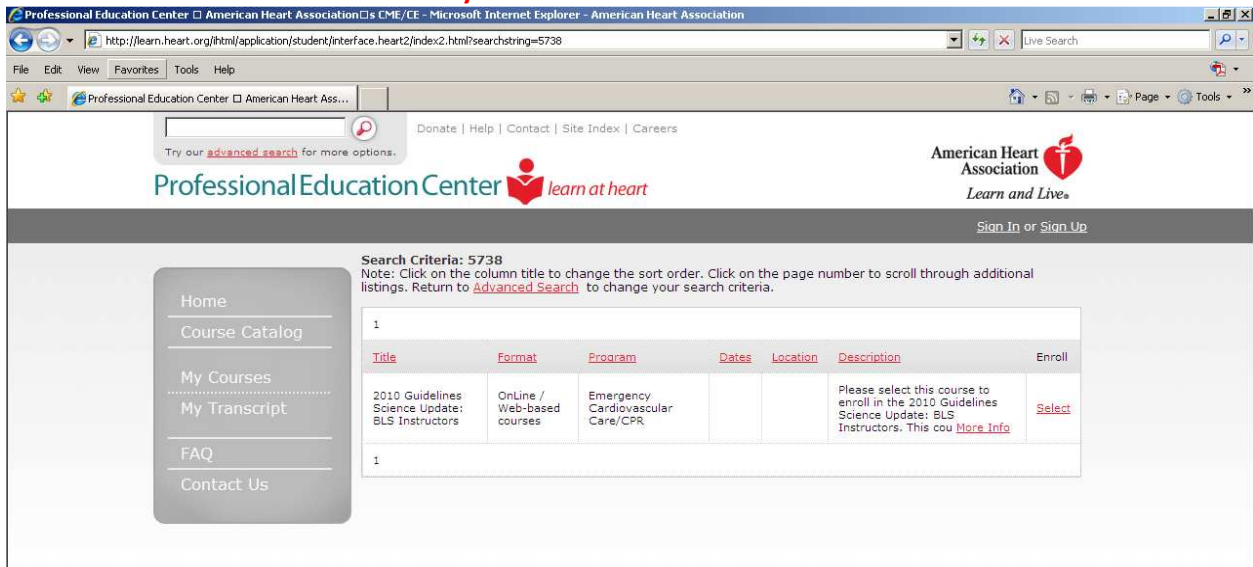 Professional Education Center □ American Heart Association□s CME/CE - Microsoft Internet Explorer - American Heart Association
http://learn.heart.org/ihtml/application/student/interface.heart2/index2.html?searchstring=5738
Live Search
File Edit View Favorites Tools Help
Professional Education Center □ American Heart Ass...
Page Tools »
Donate | Help | Contact | Site Index | Careers
Try our advanced search for more options.
Professional Education Center learn at heart
American Heart
Association
Learn and Live®
Sign In or Sign Up
Home
Course Catalog
My Courses
My Transcript
FAQ
Contact Us
Search Criteria: 5738
Note: Click on the column title to change the sort order. Click on the page number to scroll through additional
listings. Return to Advanced Search to change your search criteria.
1
Title Format Program Dates Location Description Enroll
2010 Guidelines
Science Update:
BLS Instructors
OnLine /
Web-based
courses
Emergency
Cardiovascular
Care/CPR
Please select this course to
enroll in the 2010 Guidelines
Science Update: BLS
Instructors. This cou More Info
Select
1